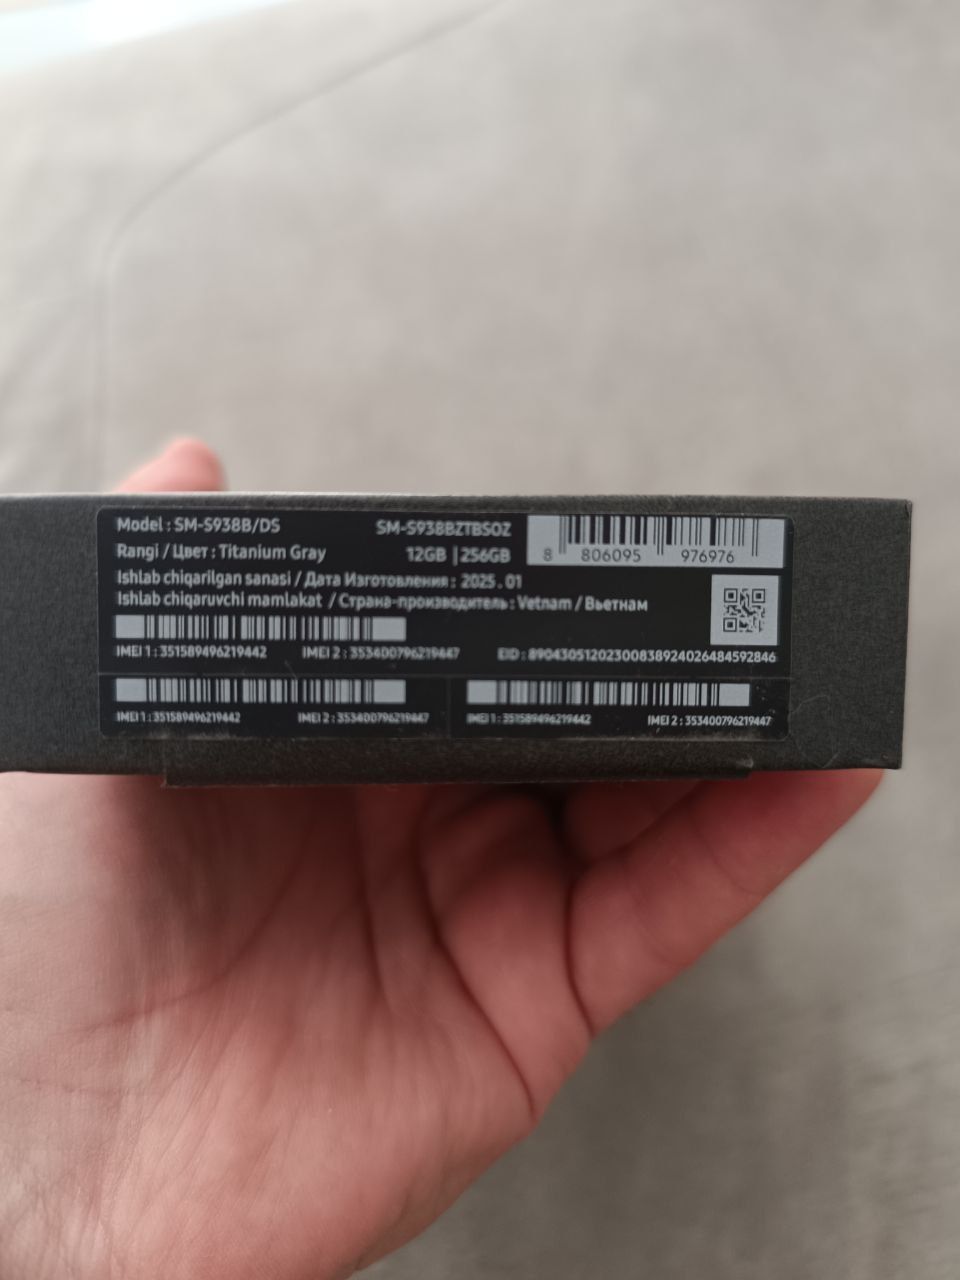 Model : SM-S938B/DS SM-S938BZTBSOZ
Rangi / Цвет : Titanium Gray 12GB | 256GB
8 806095 976976
Ishlab chiqarilgan sanasi / Дата Изготовления : 2025 . 01
Ishlab chiqaruvchi mamlakat / Страна-производитель : Vetnam / Вьетнам
IMEI 1 : 351589496219442 IMEI 2 : 353400796219447 EID : 89043051202300838924026484592846
IMEI 1 : 351589496219442 IMEI 2 : 353400796219447
IMEI 1 : 351589496219442 IMEI 2 : 353400796219447